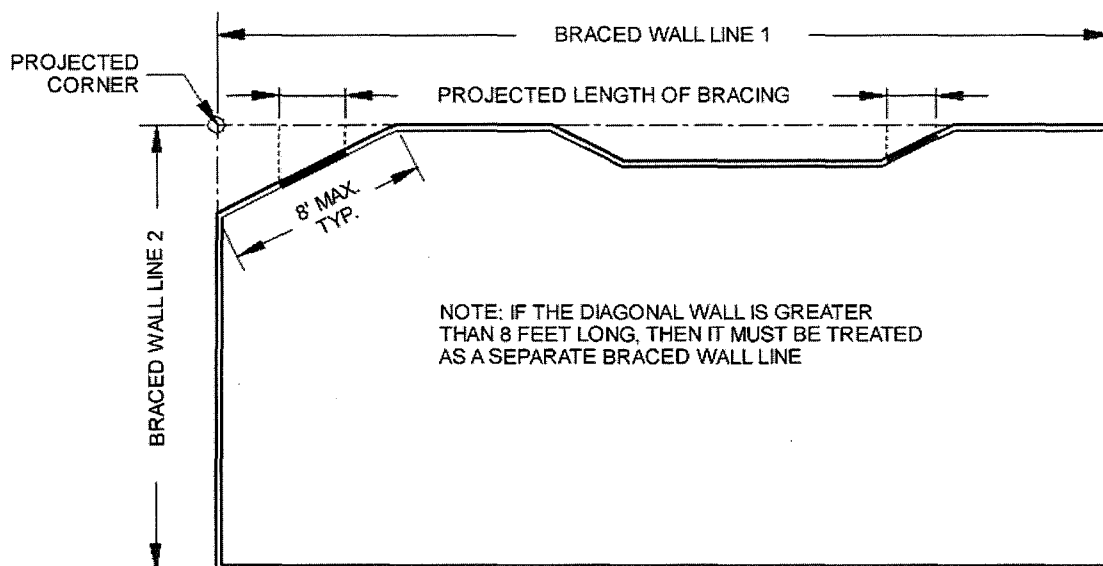 BRACED WALL LINE 1
PROJECTED
CORNER
PROJECTED LENGTH OF BRACING
8' MAX.
TYP.
BRACED WALL LINE 2
NOTE: IF THE DIAGONAL WALL IS GREATER
THAN 8 FEET LONG, THEN IT MUST BE TREATED
AS A SEPARATE BRACED WALL LINE